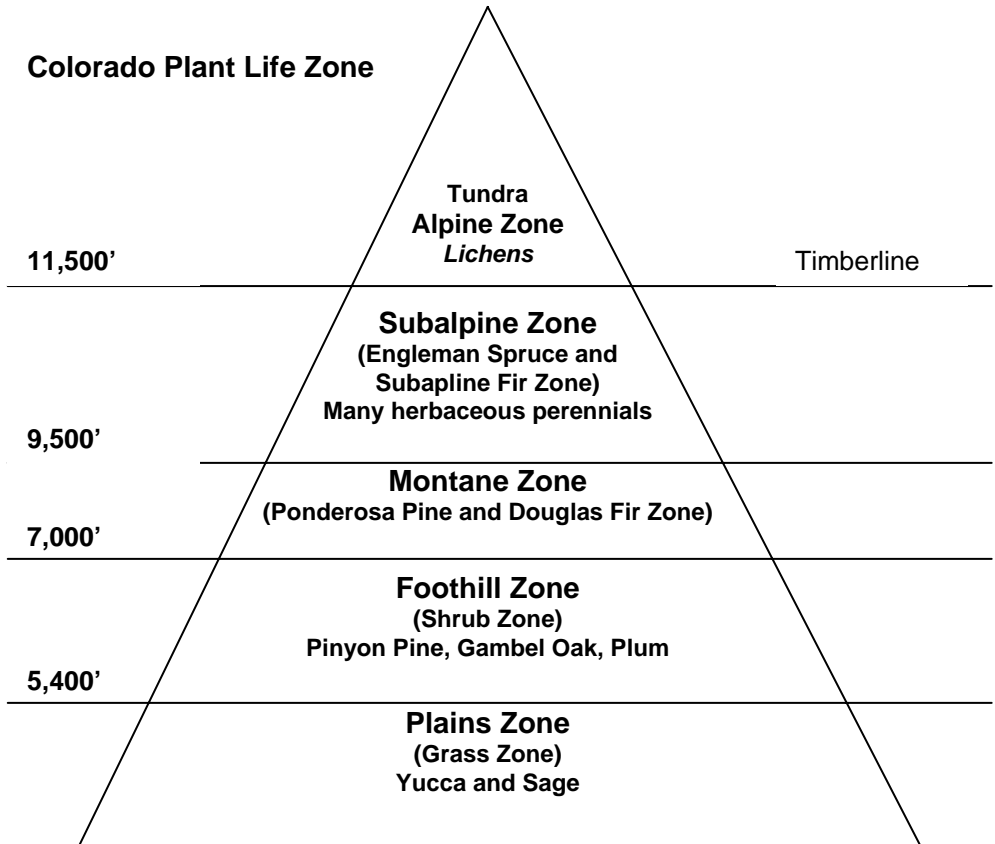 Colorado Plant Life Zone
Tundra
Alpine Zone
Lichens
11,500’
Timberline
Subalpine Zone
(Engleman Spruce and
Subapline Fir Zone)
Many herbaceous perennials
9,500’
Montane Zone
(Ponderosa Pine and Douglas Fir Zone)
7,000’
Foothill Zone
(Shrub Zone)
Pinyon Pine, Gambel Oak, Plum
5,400’
Plains Zone
(Grass Zone)
Yucca and Sage